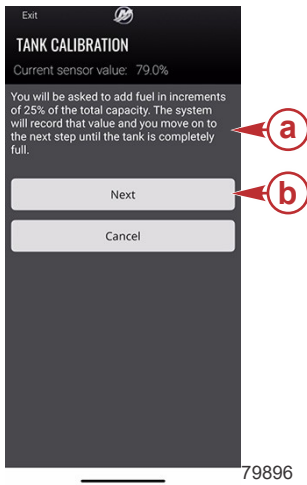 Exit
TANK CALIBRATION
Current sensor value: 79.0%
You will be asked to add fuel in increments
of 25% of the total capacity. The system
will record that value and you move on to
the next step until the tank is completely
full.
a
Next
b
Cancel
79896